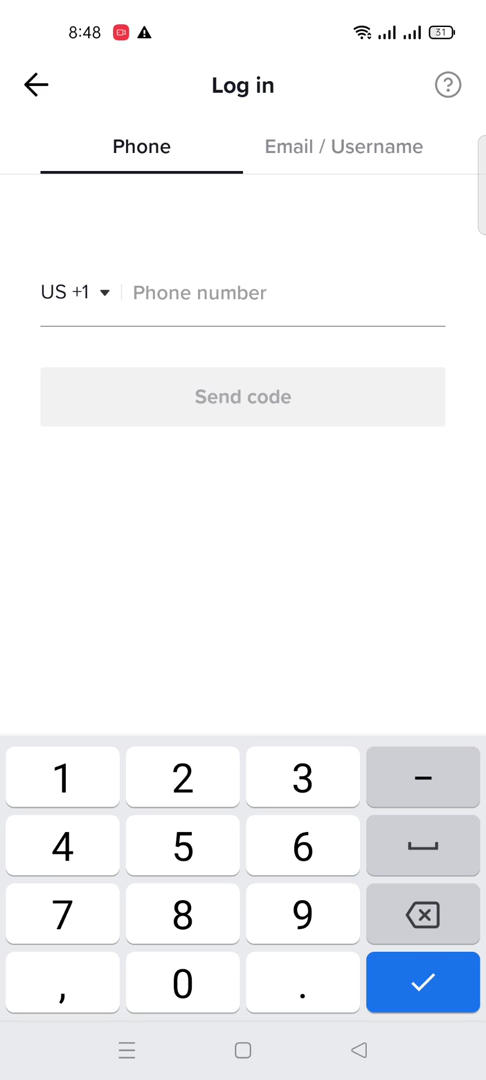 8:48 31
Log in ?
Phone Email / Username
US +1 Phone number
Send code
1 2 3 -
4 5 6
7 8 9
, 0 .